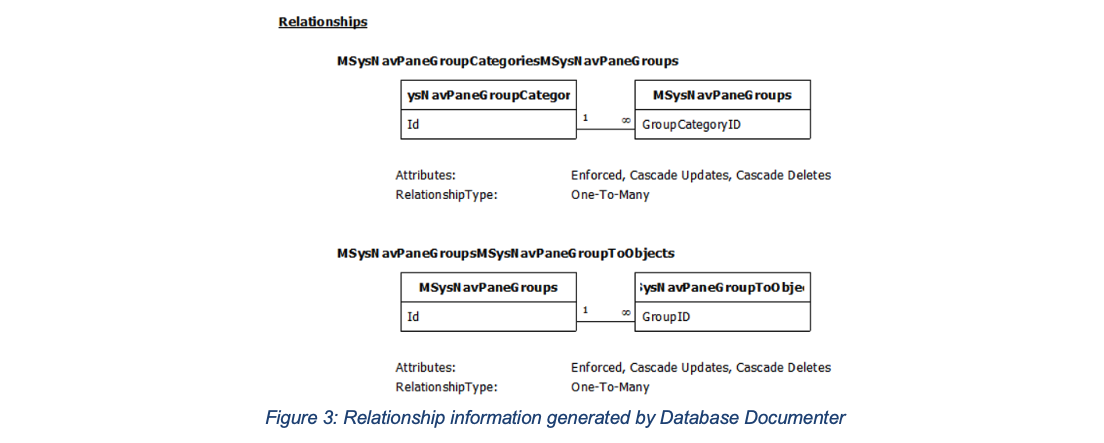 Relationships
MSysNavPaneGroupCategoriesMSysNavPaneGroups
ysNavPaneGroupCategor MSysNavPaneGroups
Id 1 ∞ GroupCategoryID
Attributes: Enforced, Cascade Updates, Cascade Deletes
RelationshipType: One-To-Many
MSysNavPaneGroupsMSysNavPaneGroupToObjects
MSysNavPaneGroups SysNavPaneGroupToObje
Id 1 ∞ GroupID
Attributes: Enforced, Cascade Updates, Cascade Deletes
RelationshipType: One-To-Many
Figure 3: Relationship information generated by Database Documenter